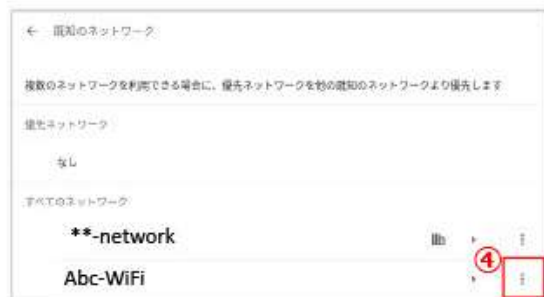 ← 既知のネットワーク
複数のネットワークを利用できる場合に、優先ネットワークを他の既知のネットワークより優先します
優先ネットワーク
なし
すべてのネットワーク
**-network
④
Abc-WiFi